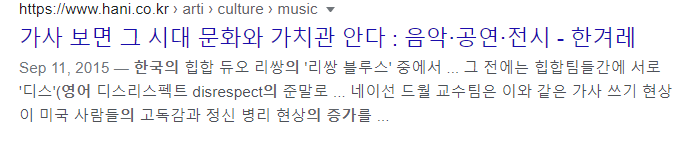 https://www.hani.co.kr › arti › culture › music
가사 보면 그 시대 문화와 가치관 안다 : 음악·공연·전시 - 한겨레
Sep 11, 2015 — 한국의 힙합 듀오 리쌍의 '리쌍 블루스' 중에서 ... 그 전에는 힙합팀들간에 서로
'디스'(영어 디스리스펙트 disrespect의 준말로 ... 네이선 드월 교수팀은 이와 같은 가사 쓰기 현상
이 미국 사람들의 고독감과 정신 병리 현상의 증가를 ...